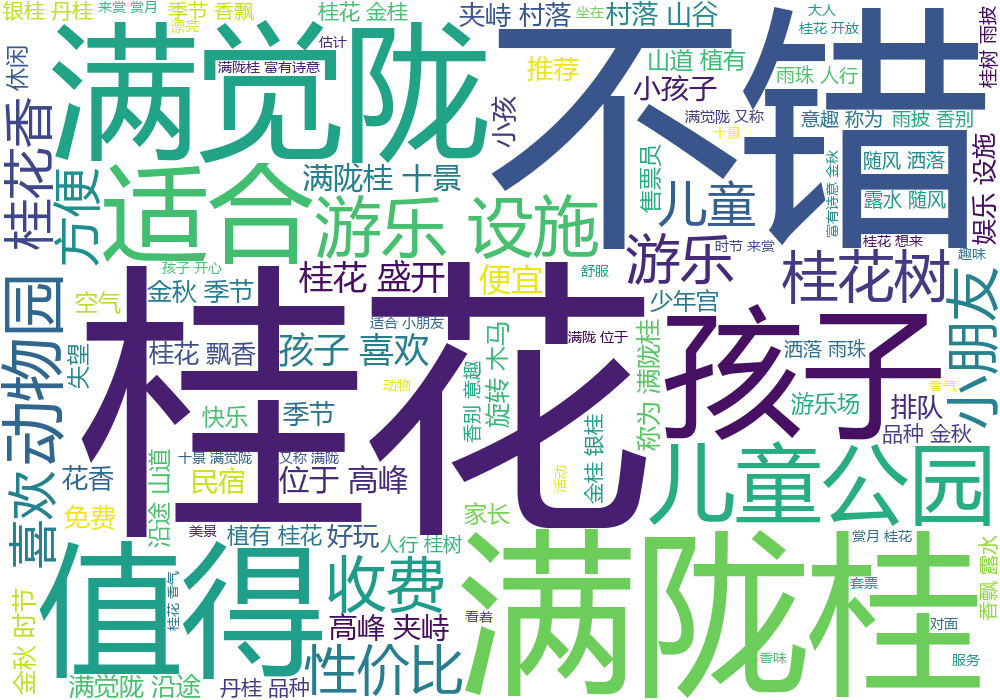 银桂 丹桂
来赏 赏月
季节 香飘
漂亮
桂花 金桂
估计
夹峙 村落
坐在
村落 山谷
大人
桂花 开放
桂树 雨披
休闲
满觉陇
不错
满陇桂 富有诗意
推荐
山道 植有
雨珠 人行
小孩子
小孩
满觉陇 又称
十景
意趣 称为
雨披 香别
桂花香
方便
适合
满陇桂 十景
游乐 设施
售票员
儿童
富有诗意 金秋
随风 洒落
露水 随风
娱乐 设施
桂花 想来
孩子 开心
桂花 盛开
便宜
舒服
游乐
时节 来赏
桂花树
趣味
动物园
空气
金秋 季节
少年宫
小朋友
桂花
适合 小朋友
满陇 位于
孩子
失望
桂花 飘香
孩子 喜欢
香别 意趣
旋转 木马
称为 满陇桂
洒落 雨珠
动物
香气
快乐
季节
游乐场
排队
品种 金秋
喜欢
花香
沿途 山道
十景 满觉陇
又称 满陇
民宿
位于 高峰
活动
金桂 银桂
儿童公园
免费
美景
植有 桂花
好玩
家长
人行 桂树
赏月 桂花
香飘 露水
值得
收费
满陇桂
金秋 时节
桂花 香气
高峰 夹峙
看着
套票
对面
性价比
香味
服务
满觉陇 沿途
丹桂 品种